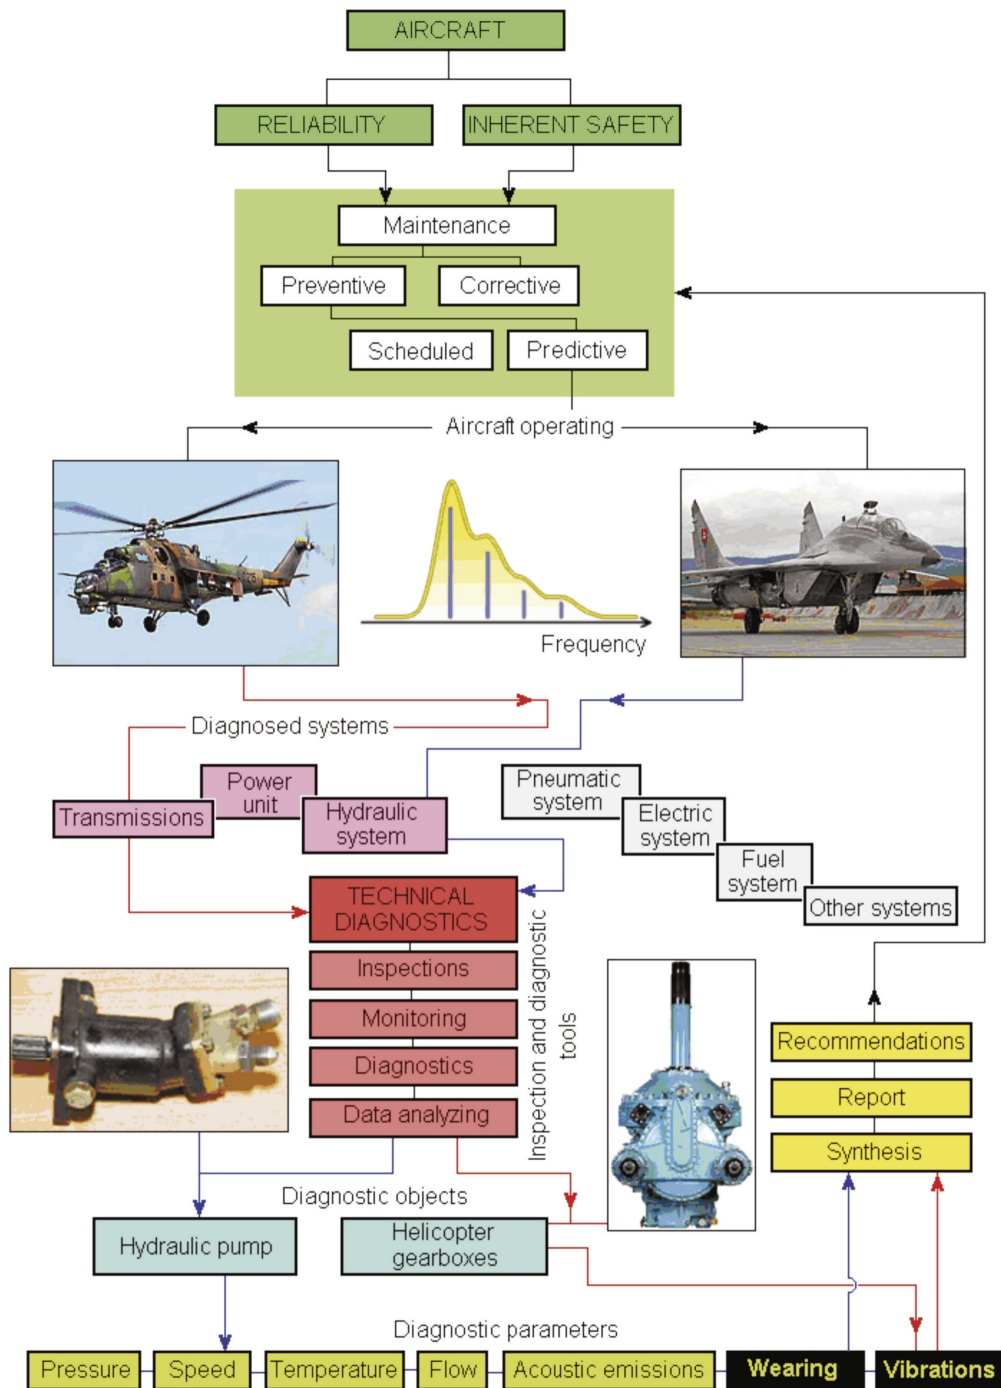 AIRCRAFT
RELIABILITY
INHERENT SAFETY
Maintenance
Preventive
Corrective
Scheduled
Predictive
Aircraft operating
Frequency
Diagnosed systems
Power
unit
Transmissions
Hydraulic
system
Pneumatic
system
Electric
system
Fuel
system
Other systems
TECHNICAL
DIAGNOSTICS
Inspections
Monitoring
Diagnostics
Data analyzing
Inspection and diagnostic
tools
Recommendations
Report
Synthesis
Diagnostic objects
Hydraulic pump
Helicopter
gearboxes
Diagnostic parameters
Pressure
Speed
Temperature
Flow
Acoustic emissions
Wearing
Vibrations